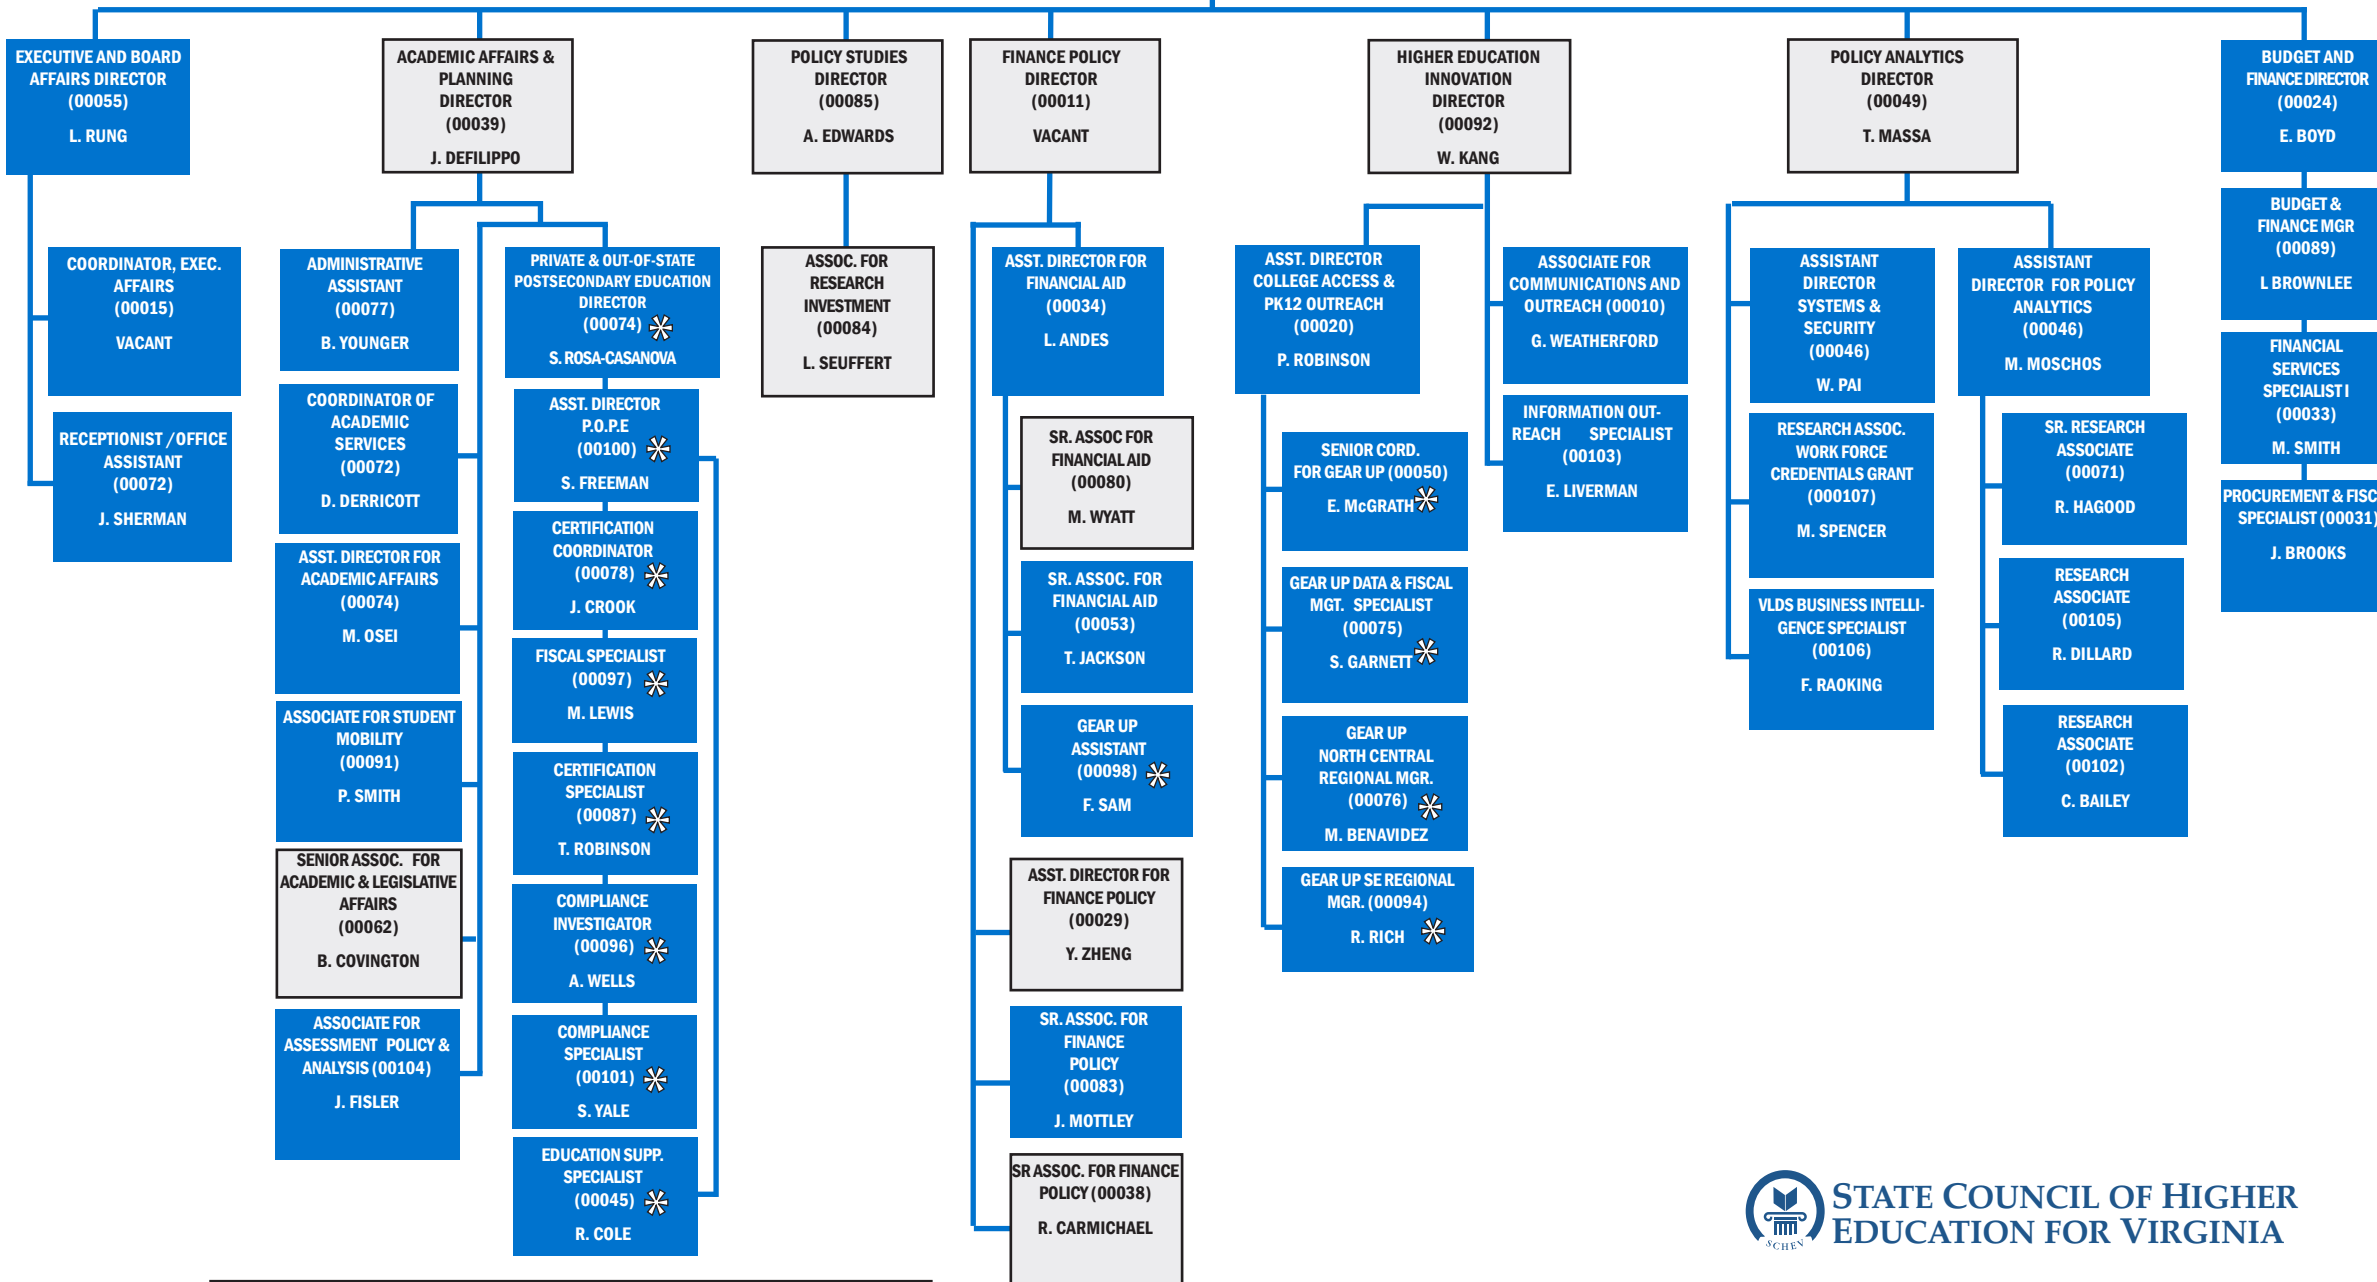 EXECUTIVE AND BOARD
AFFAIRS DIRECTOR
(00055)
L. RUNG
COORDINATOR, EXEC.
AFFAIRS
(00015)
VACANT
RECEPTIONIST /OFFICE
ASSISTANT
(00072)
J. SHERMAN
ACADEMIC AFFAIRS &
PLANNING
DIRECTOR
(00039)
J. DEFILIPPO
ADMINISTRATIVE
ASSISTANT
(00077)
B. YOUNGER
COORDINATOR OF
ACADEMIC
SERVICES
(00072)
D. DERRICOTT
ASST. DIRECTOR FOR
ACADEMIC AFFAIRS
(00074)
M. OSEI
ASSOCIATE FOR STUDENT
MOBILITY
(00091)
P. SMITH
SENIOR ASSOC. FOR
ACADEMIC & LEGISLATIVE
AFFAIRS
(00062)
B. COVINGTON
ASSOCIATE FOR
ASSESSMENT POLICY &
ANALYSIS (00104)
J. FISLER
PRIVATE & OUT-OF-STATE
POSTSECONDARY EDUCATION
DIRECTOR
(00074) *
S. ROSA-CASANOVA
ASST. DIRECTOR
P.O.P.E
(00100) *
S. FREEMAN
CERTIFICATION
COORDINATOR
(00078) *
J. CROOK
FISCAL SPECIALIST
(00097) *
M. LEWIS
CERTIFICATION
SPECIALIST
(00087) *
T. ROBINSON
COMPLIANCE
INVESTIGATOR
(00096) *
A. WELLS
COMPLIANCE
SPECIALIST
(00101) *
S. YALE
EDUCATION SUPP.
SPECIALIST
(00045) *
R. COLE
POLICY STUDIES
DIRECTOR
(00085)
A. EDWARDS
ASSOC. FOR
RESEARCH
INVESTMENT
(00084)
L. SEUFFERT
FINANCE POLICY
DIRECTOR
(00011)
VACANT
ASST. DIRECTOR FOR
FINANCIAL AID
(00034)
L. ANDES
SR. ASSOC FOR
FINANCIAL AID
(00080)
M. WYATT
SR. ASSOC. FOR
FINANCIAL AID
(00053)
T. JACKSON
GEAR UP
ASSISTANT
(00098) *
F. SAM
ASST. DIRECTOR FOR
FINANCE POLICY
(00029)
Y. ZHENG
SR. ASSOC. FOR
FINANCE
POLICY
(00083)
J. MOTTLEY
SR ASSOC. FOR FINANCE
POLICY (00038)
R. CARMICHAEL
HIGHER EDUCATION
INNOVATION
DIRECTOR
(00092)
W. KANG
ASST. DIRECTOR
COLLEGE ACCESS &
PK12 OUTREACH
(00020)
P. ROBINSON
SENIOR CORD.
FOR GEAR UP (00050)
E. McGRATH *
GEAR UP DATA & FISCAL
MGT. SPECIALIST
(00075)
S. GARNETT *
GEAR UP
NORTH CENTRAL
REGIONAL MGR.
(00076) *
M. BENAVIDEZ
GEAR UP SE REGIONAL
MGR. (00094)
R. RICH *
ASSOCIATE FOR
COMMUNICATIONS AND
OUTREACH (00010)
G. WEATHERFORD
INFORMATION OUT-
REACH SPECIALIST
(00103)
E. LIVERMAN
POLICY ANALYTICS
DIRECTOR
(00049)
T. MASSA
ASSISTANT
DIRECTOR
SYSTEMS &
SECURITY
(00046)
W. PAI
RESEARCH ASSOC.
WORK FORCE
CREDENTIALS GRANT
(000107)
M. SPENCER
VLDS BUSINESS INTELLI-
GENCE SPECIALIST
(00106)
F. RAOKING
ASSISTANT
DIRECTOR FOR POLICY
ANALYTICS
(00046)
M. MOSCHOS
SR. RESEARCH
ASSOCIATE
(00071)
R. HAGOOD
RESEARCH
ASSOCIATE
(00105)
R. DILLARD
RESEARCH
ASSOCIATE
(00102)
C. BAILEY
BUDGET AND
FINANCE DIRECTOR
(00024)
E. BOYD
BUDGET &
FINANCE MGR
(00089)
L BROWNLEE
FINANCIAL
SERVICES
SPECIALIST I
(00033)
M. SMITH
PROCUREMENT & FISC
SPECIALIST (00031)
J. BROOKS
SCHEV
STATE COUNCIL OF HIGHER
EDUCATION FOR VIRGINIA